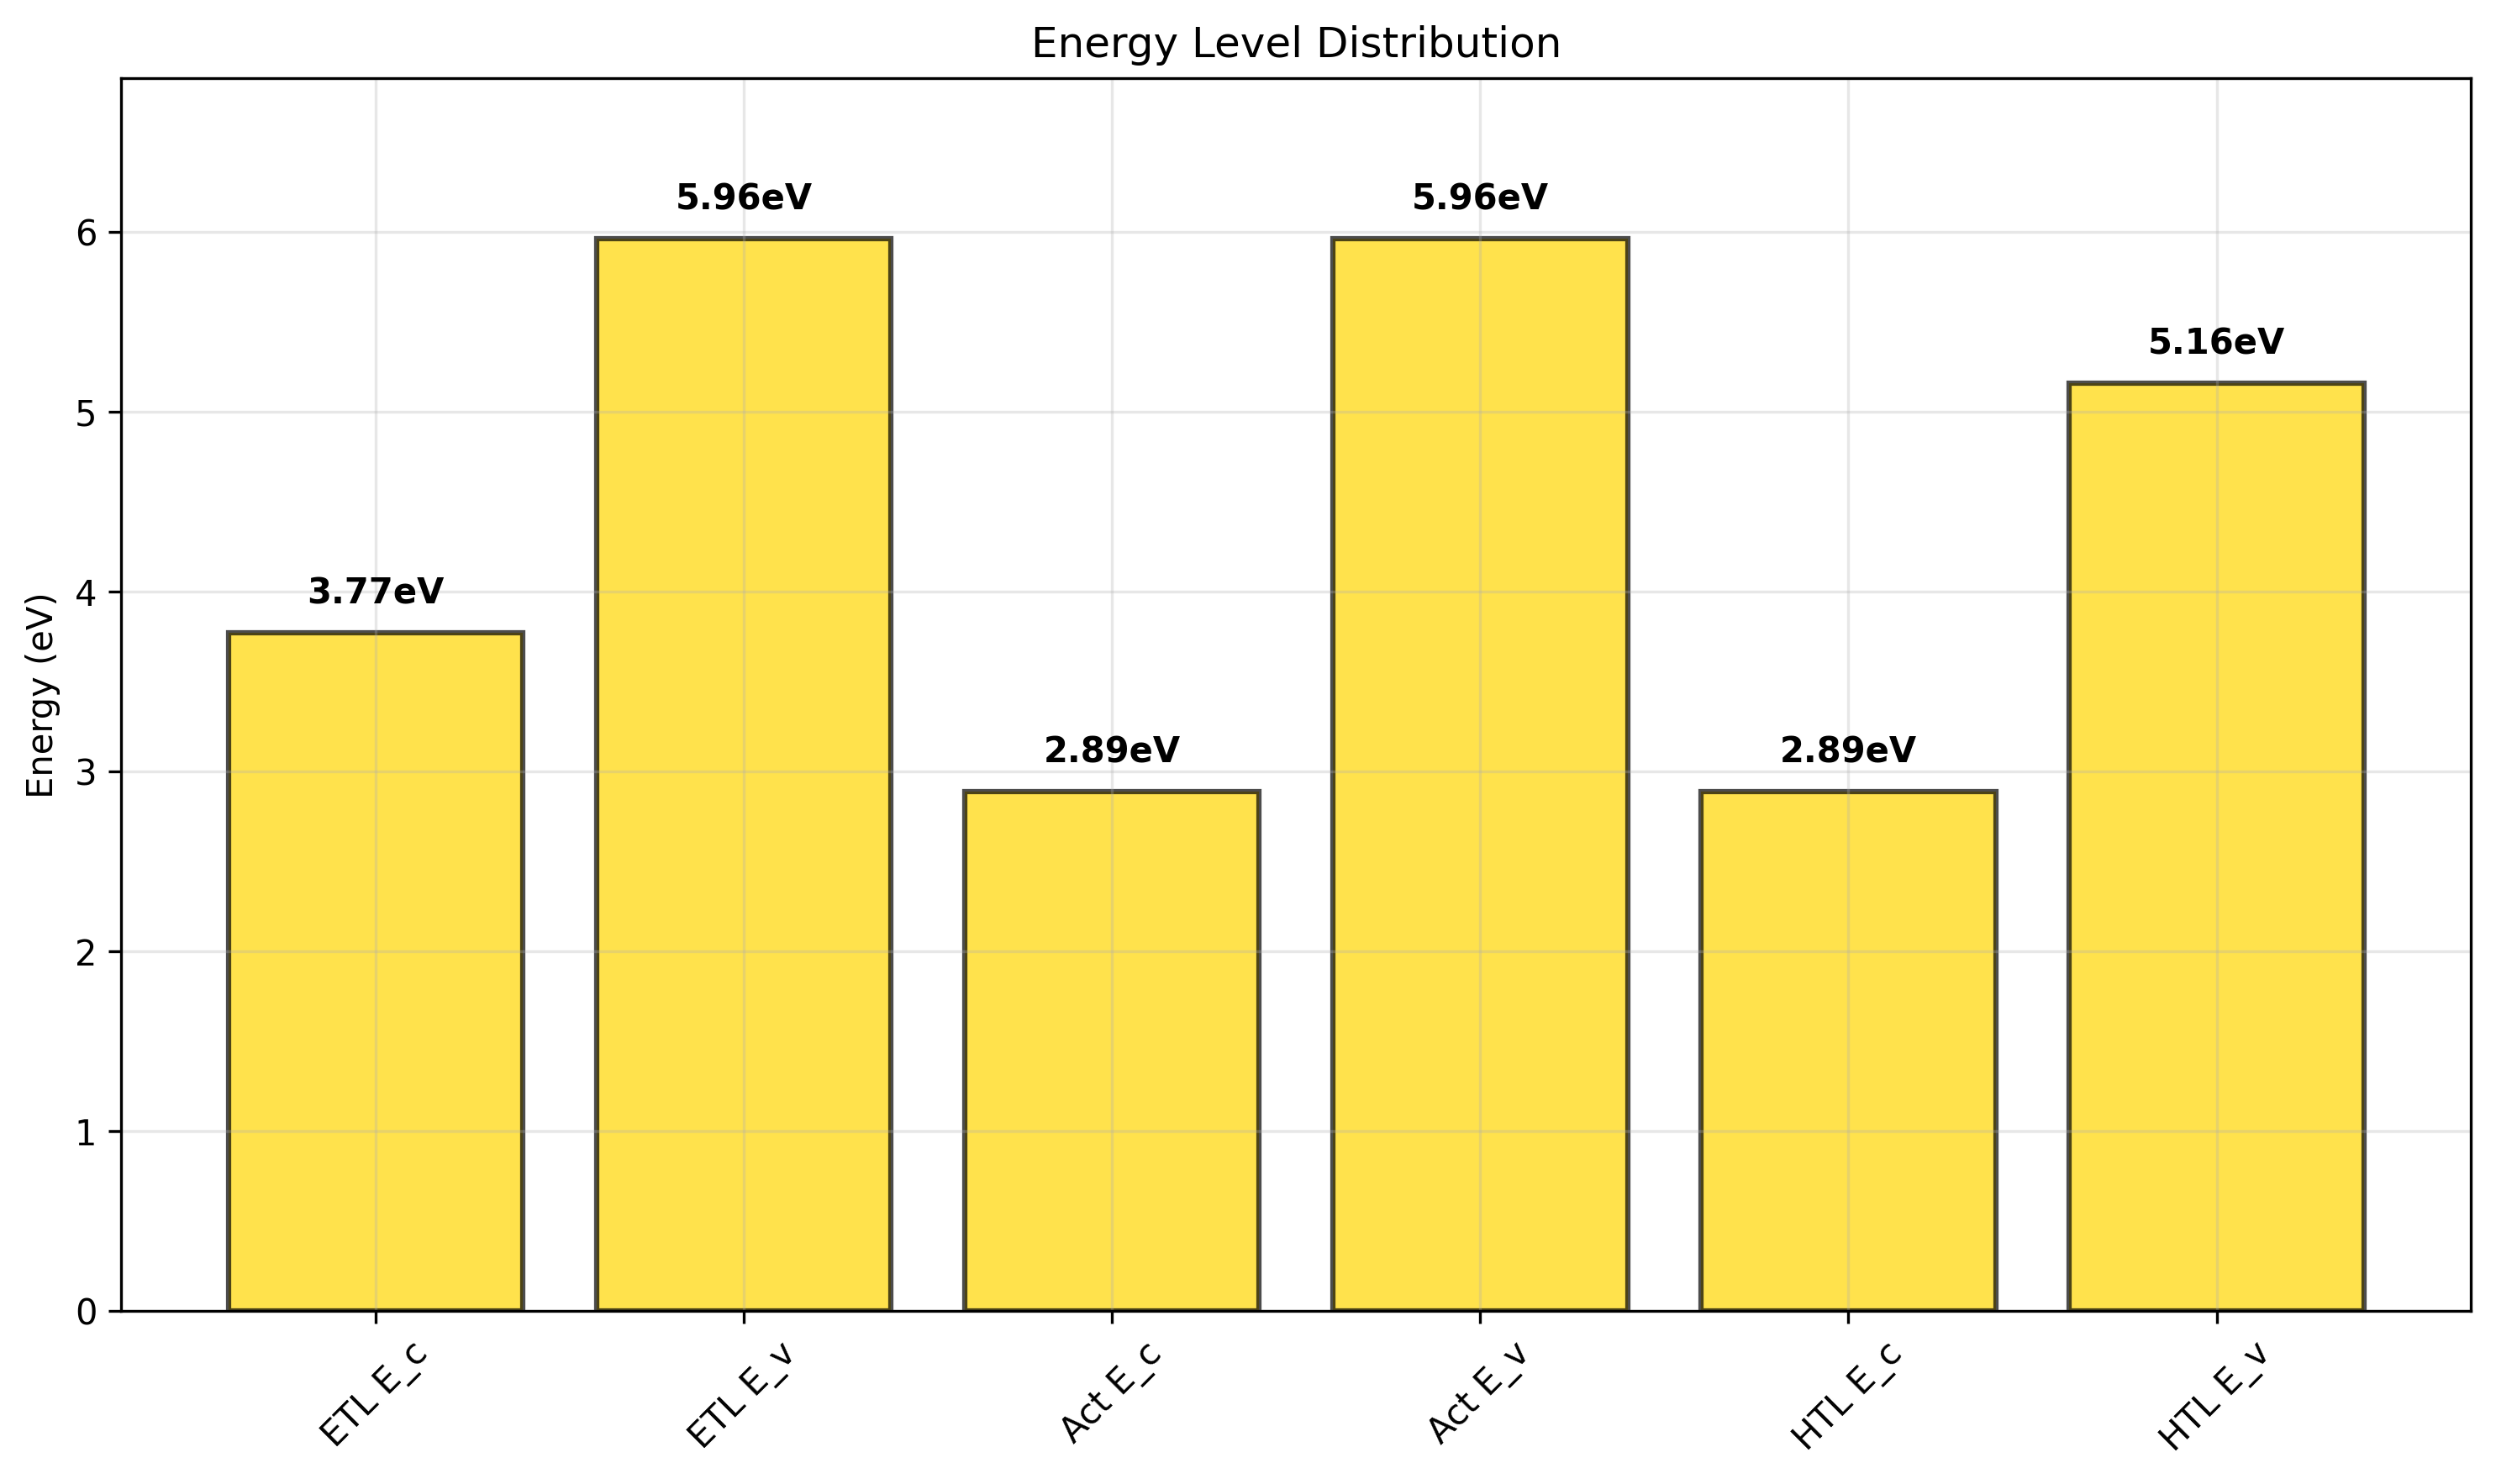 Energy Level Distribution
Energy (eV)
6
5
4
3
2
1
0
3.77eV
5.96eV
2.89eV
5.96eV
2.89eV
5.16eV
ETL E_c
ETL E_v
Act E_c
Act E_v
HTL E_c
HTL E_v